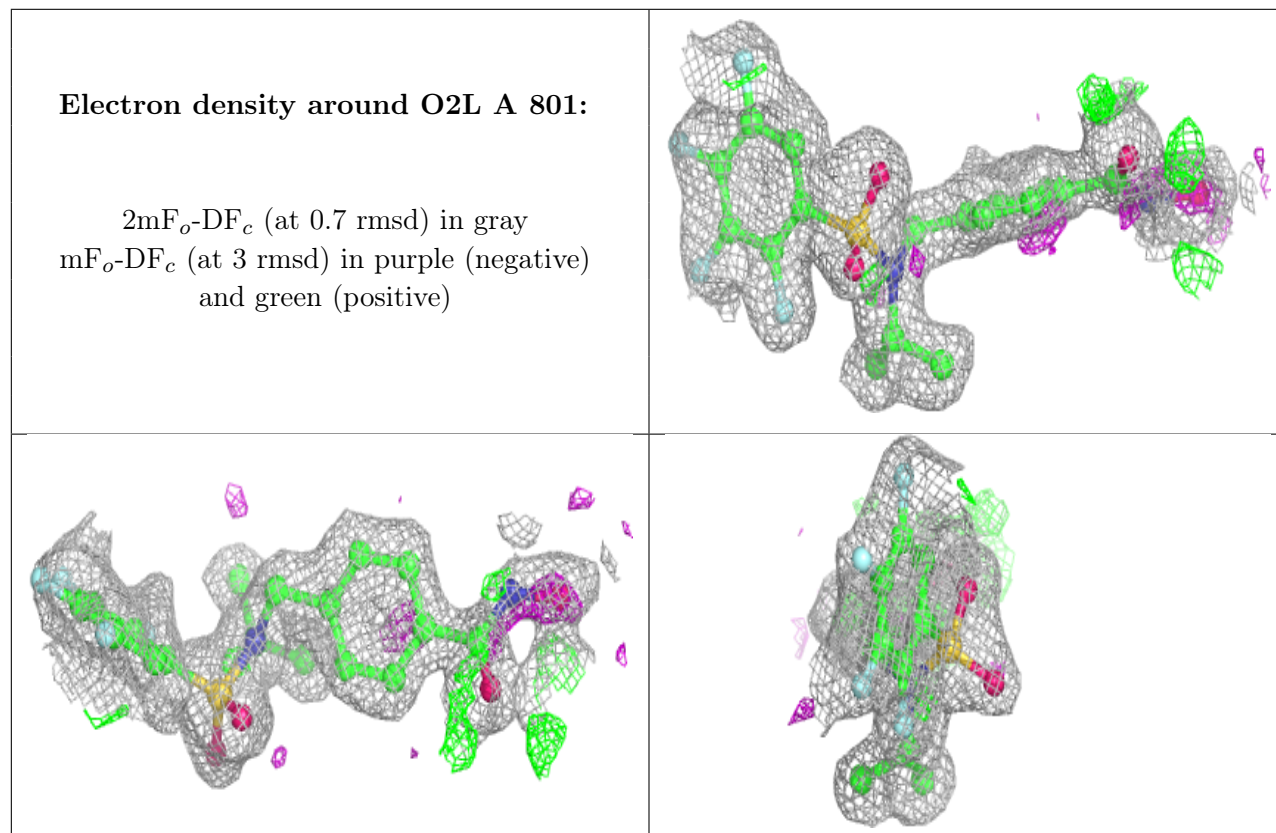 Electron density around O2L A 801:
2mFo-DFc (at 0.7 rmsd) in gray
mFo-DFc (at 3 rmsd) in purple (negative)
and green (positive)